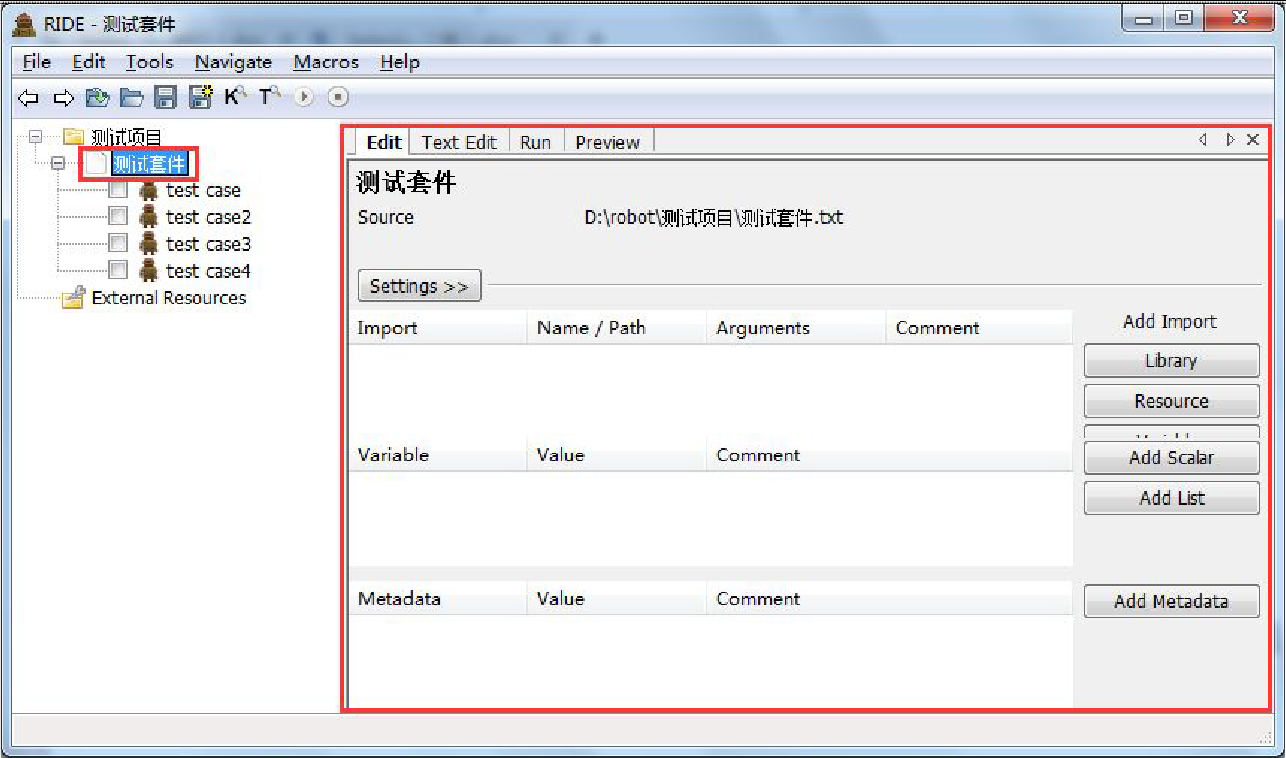 RIDE - 测试套件
File Edit Tools Navigate Macros Help
K T
测试项目
测试套件
test case
test case2
test case3
test case4
External Resources
Edit Text Edit Run Preview
测试套件
Source D:\robot\测试项目\测试套件.txt
Settings >>
Import Name / Path Arguments Comment
Add Import
Library
Resource
Variable Value Comment
Add Scalar
Add List
Metadata Value Comment
Add Metadata